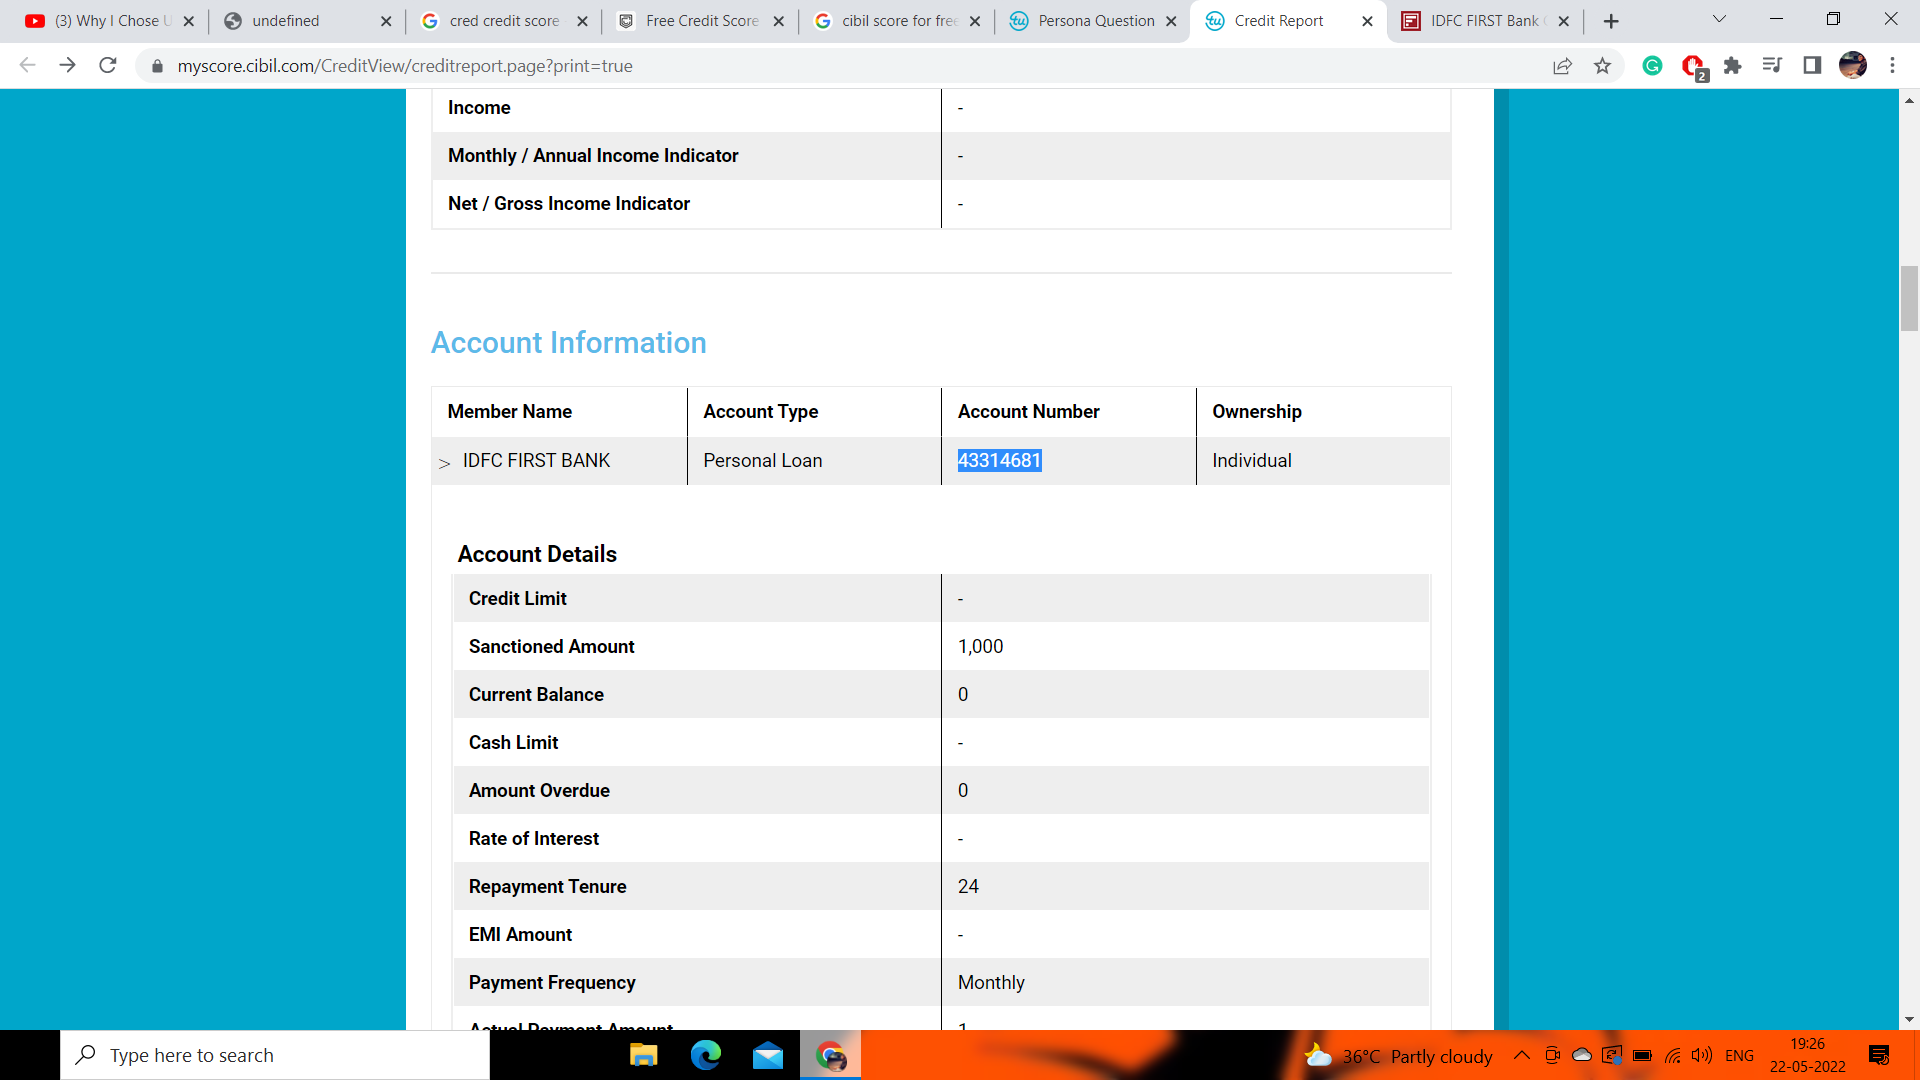 (3) Why I Chose U
undefined
cred credit score
Free Credit Score
cibil score for free
Persona Question
Credit Report
IDFC FIRST Bank
myscore.cibil.com/CreditView/creditreport.page?print=true
2
Income -
Monthly / Annual Income Indicator -
Net / Gross Income Indicator -
Account Information
Member Name Account Type Account Number Ownership
> IDFC FIRST BANK Personal Loan 43314681 Individual
Account Details
Credit Limit -
Sanctioned Amount 1,000
Current Balance 0
Cash Limit -
Amount Overdue 0
Rate of Interest -
Repayment Tenure 24
EMI Amount -
Payment Frequency Monthly
Actual Payment Amount 1
Type here to search
36°C Partly cloudy
ENG
19:26
22-05-2022